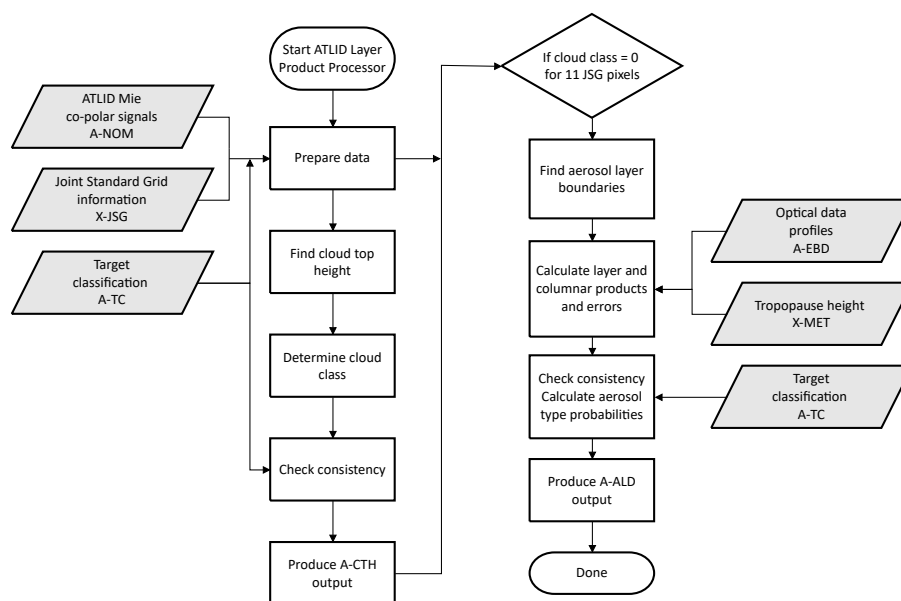 Start ATLID Layer
Product Processor
ATLID Mie
co-polar signals
A-NOM
Joint Standard Grid
information
X-JSG
Target
classification
A-TC
Prepare data
Find cloud top
height
Determine cloud
class
Check consistency
Produce A-CTH
output
If cloud class = 0
for 11 JSG pixels
Find aerosol layer
boundaries
Calculate layer and
columnar products
and errors
Optical data
profiles
A-EBD
Tropopause height
X-MET
Check consistency
Calculate aerosol
type probabilities
Target
classification
A-TC
Produce A-ALD
output
Done